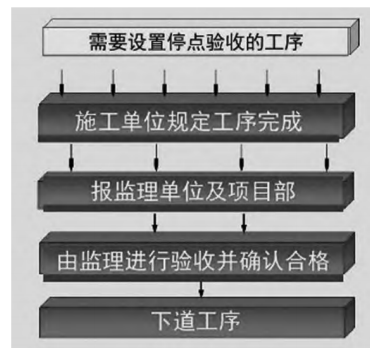 需要设置停点验收的工序
施工单位规定工序完成
报监理单位及项目部
由监理进行验收并确认合格
下道工序